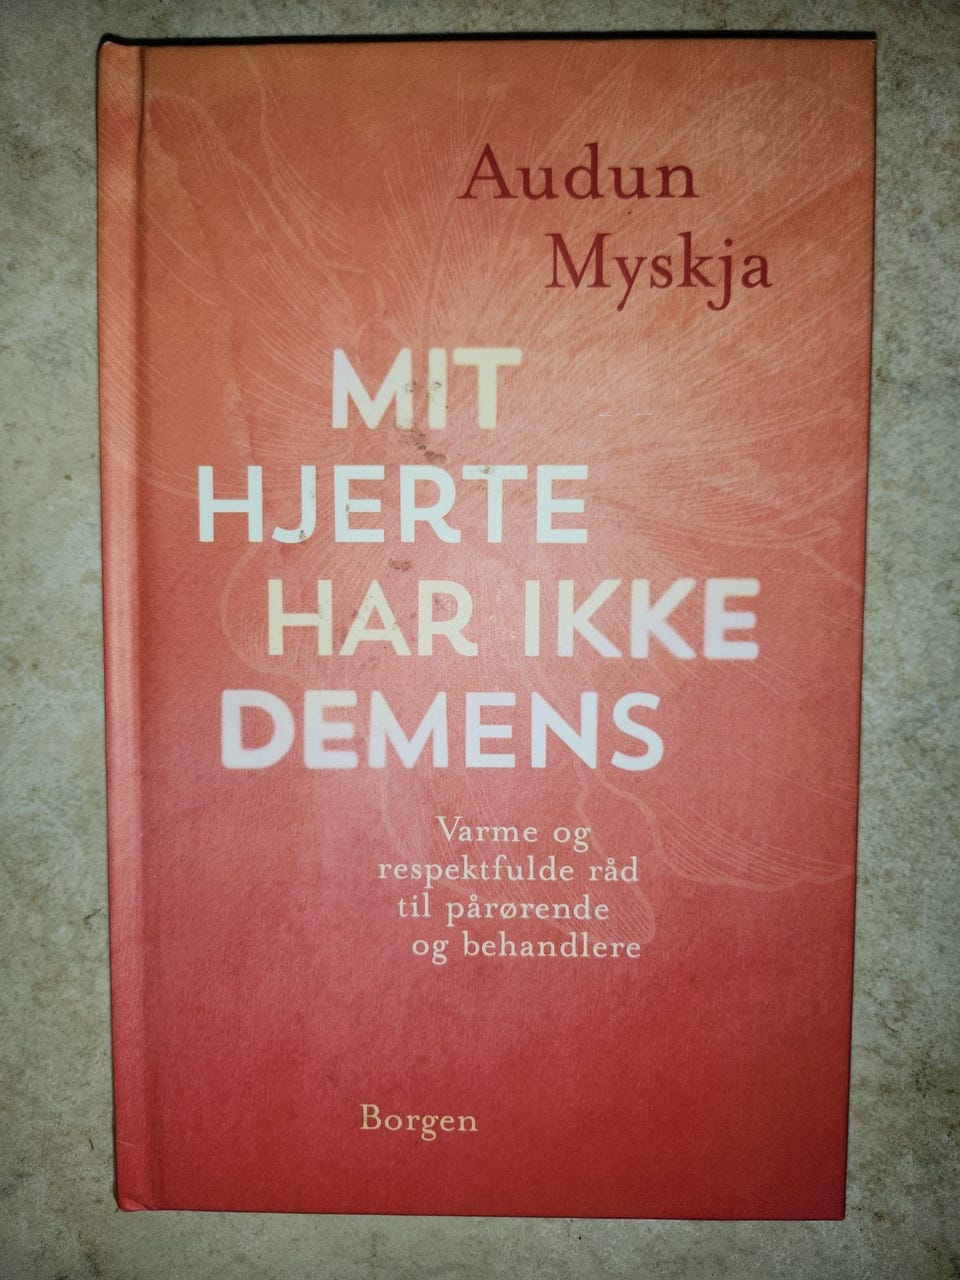 Audun
Myskja
MIT
HJERTE
HAR IKKE
DEMENS
Varme og
respektfulde råd
til pårørende
og behandlere
Borgen